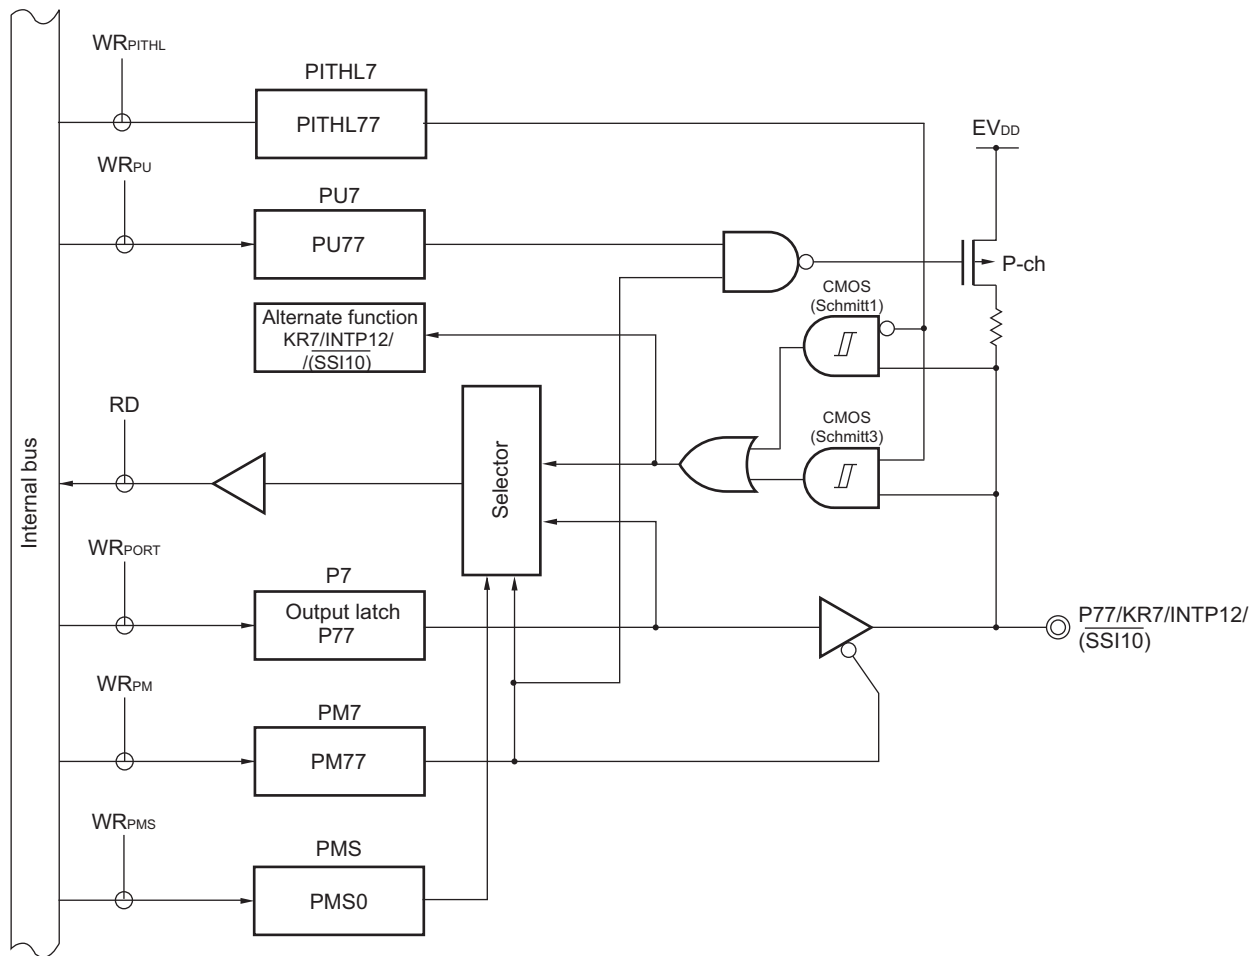 WRPITHL
PITHL7
PITHL77
EVDD
WRPU
PU7
PU77
P-ch
CMOS
(Schmitt1)
Alternate function
KR7/INTP12/
/(SSI10)
RD
CMOS
(Schmitt3)
Selector
Internal bus
WRPORT
P7
Output latch
P77
P77/KR7/INTP12/
(SSI10)
WRPM
PM7
PM77
WRPMS
PMS
PMS0